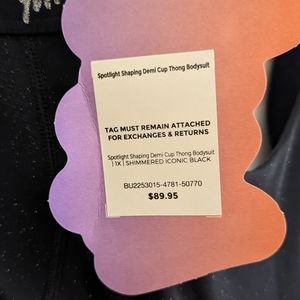 Spotlight Shaping Demi Cup Thong Bodysuit
TAG MUST REMAIN ATTACHED
FOR EXCHANGES & RETURNS
Spotlight Shaping Demi Cup Thong Bodysuit
| 1X | SHIMMERED ICONIC BLACK
BU2253015-4781-50770
$89.95